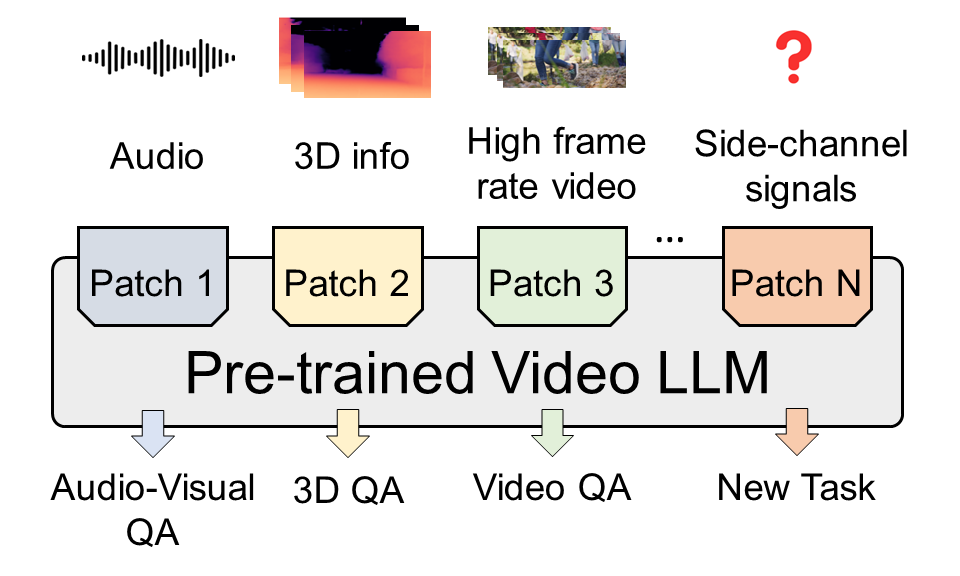 ?
Audio
3D info
High frame
rate video
Side-channel
signals
Patch 1
Patch 2
Patch 3
...
Patch N
Pre-trained Video LLM
Audio-Visual
QA
3D QA
Video QA
New Task